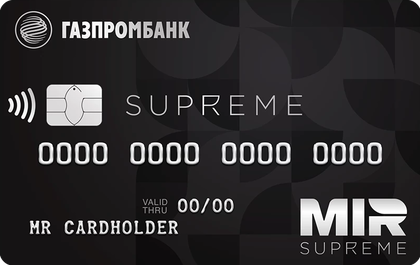 ГАЗПРОМБАНК
SUPREME
0000 0000 0000 0000
VALID THRU 00/00
MR CARDHOLDER
MIR
SUPREME